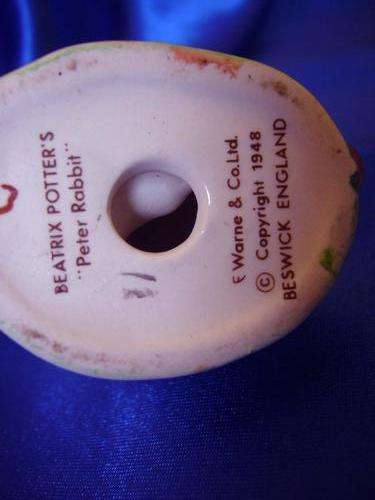 BEATRIX POTTER'S
"Peter Rabbit"
F Warne & Co.Ltd.
© Copyright 1948
BESWICK ENGLAND